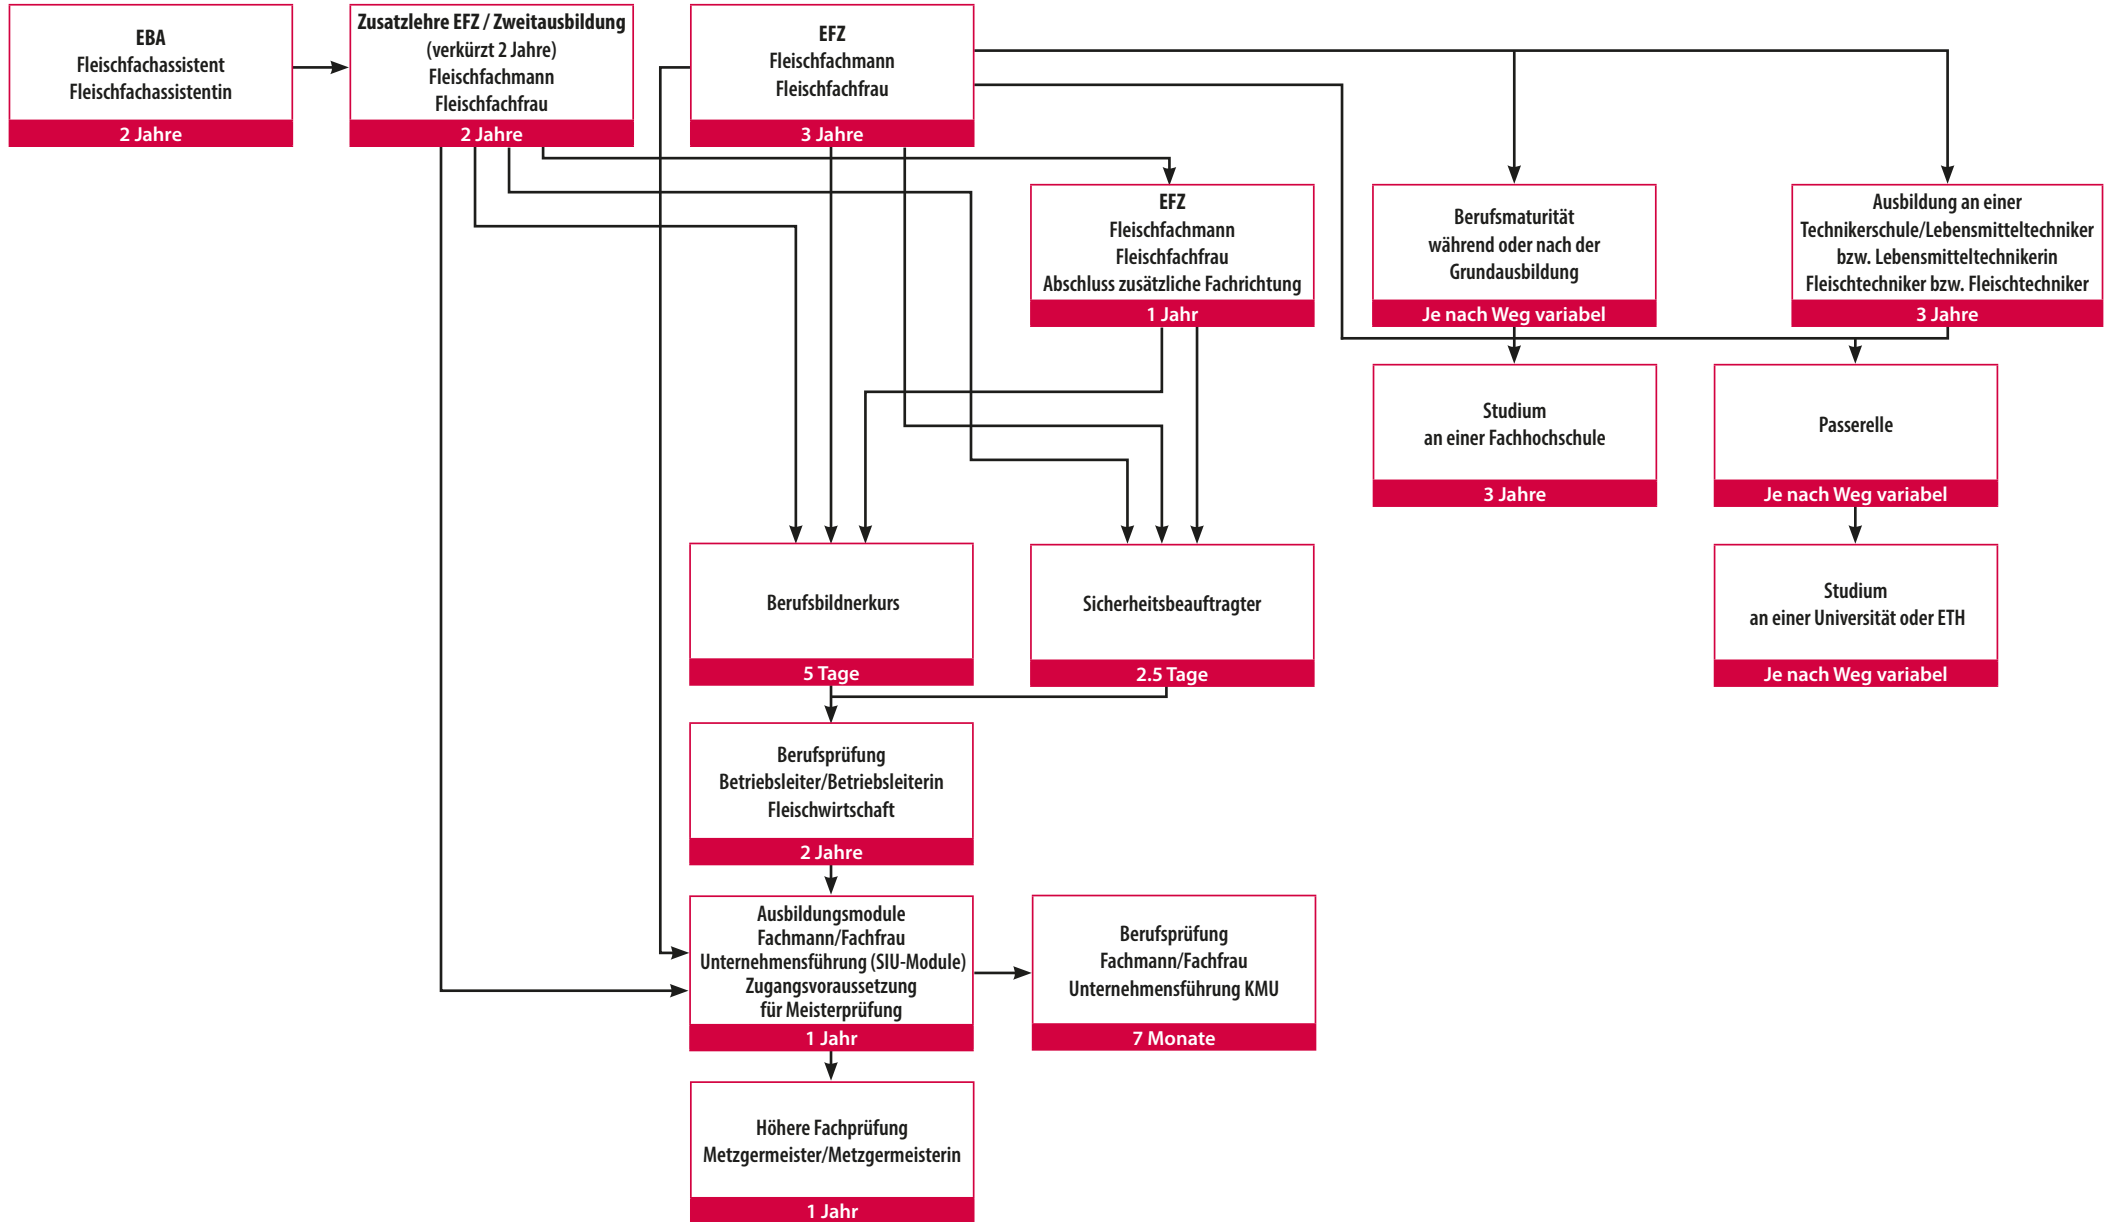 EBA
Fleischfachassistent
Fleischfachassistentin
2 Jahre
Zusatzlehre EFZ / Zweitausbildung
(verkürzt 2 Jahre)
Fleischfachmann
Fleischfachfrau
2 Jahre
EFZ
Fleischfachmann
Fleischfachfrau
3 Jahre
EFZ
Fleischfachmann
Fleischfachfrau
Abschluss zusätzliche Fachrichtung
1 Jahr
Berufsmaturität
während oder nach der
Grundausbildung
Je nach Weg variabel
Ausbildung an einer
Technikerschule/Lebensmitteltechniker
bzw. Lebensmitteltechnikerin
Fleischtechniker bzw. Fleischtechniker
3 Jahre
Studium
an einer Fachhochschule
3 Jahre
Passerelle
Je nach Weg variabel
Berufsbildnerkurs
5 Tage
Sicherheitsbeauftragter
2.5 Tage
Studium
an einer Universität oder ETH
Je nach Weg variabel
Berufsprüfung
Betriebsleiter/Betriebsleiterin
Fleischwirtschaft
2 Jahre
Ausbildungsmodule
Fachmann/Fachfrau
Unternehmensführung (SIU-Module)
Zugangsvoraussetzung
für Meisterprüfung
1 Jahr
Berufsprüfung
Fachmann/Fachfrau
Unternehmensführung KMU
7 Monate
Höhere Fachprüfung
Metzgermeister/Metzgermeisterin
1 Jahr